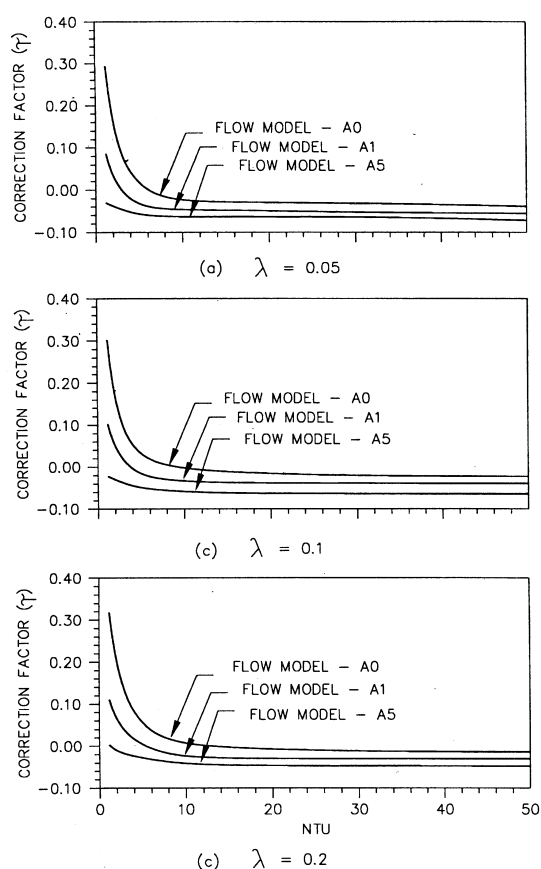 CORRECTION FACTOR (γ)
0.40
0.30
0.20
0.10
0.00
−0.10
FLOW MODEL − A0
FLOW MODEL − A1
FLOW MODEL − A5
(a) λ = 0.05
CORRECTION FACTOR (γ)
0.40
0.30
0.20
0.10
0.00
−0.10
FLOW MODEL − A0
FLOW MODEL − A1
FLOW MODEL − A5
(c) λ = 0.1
CORRECTION FACTOR (γ)
0.40
0.30
0.20
0.10
0.00
−0.10
FLOW MODEL − A0
FLOW MODEL − A1
FLOW MODEL − A5
0 10 20 30 40 50
NTU
(c) λ = 0.2